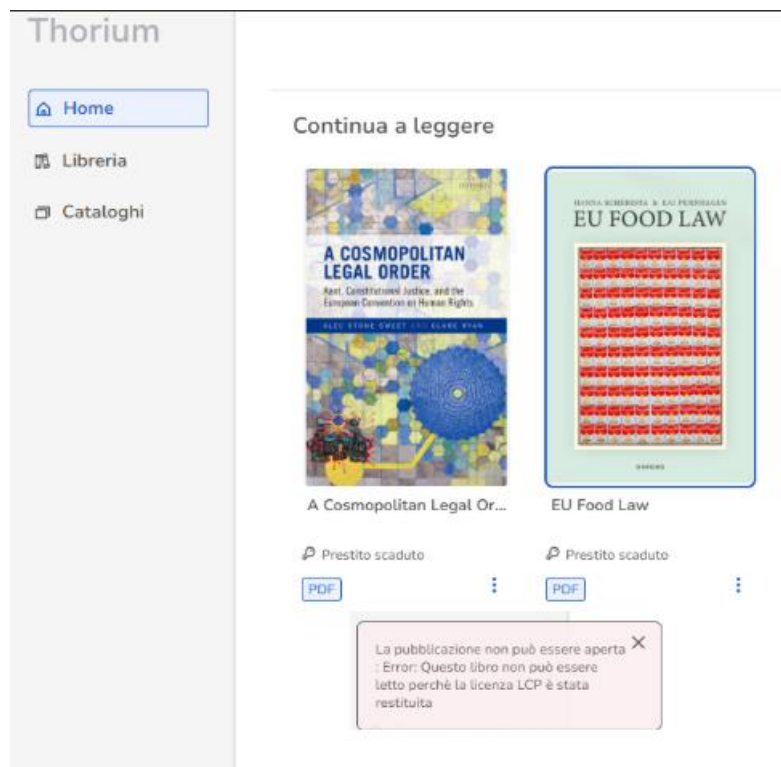 Thorium
Home
Libreria
Cataloghi
Continua a leggere
A COSMOPOLITAN
LEGAL ORDER
Kant, Constitutional Justice, and the
European Convention on Human Rights
ALEC STONE SWEET AND CLARE RYAN
EU FOOD LAW
OXFORD
A Cosmopolitan Legal Or...
EU Food Law
Prestito scaduto
Prestito scaduto
PDF
PDF
La pubblicazione non può essere aperta
: Error: Questo libro non può essere
letto perchè la licenza LCP è stata
restituita